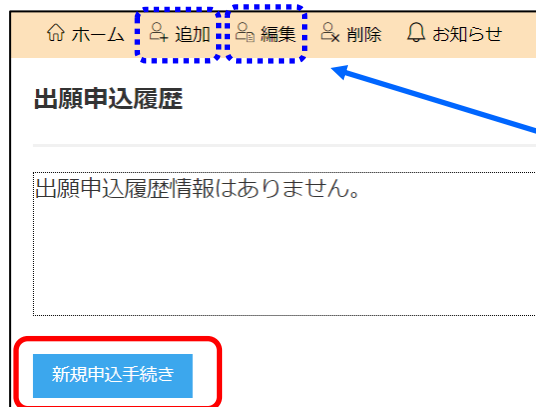 ホーム 追加 編集 削除 お知らせ
出願申込履歴
出願申込履歴情報はありません。
新規申込手続き